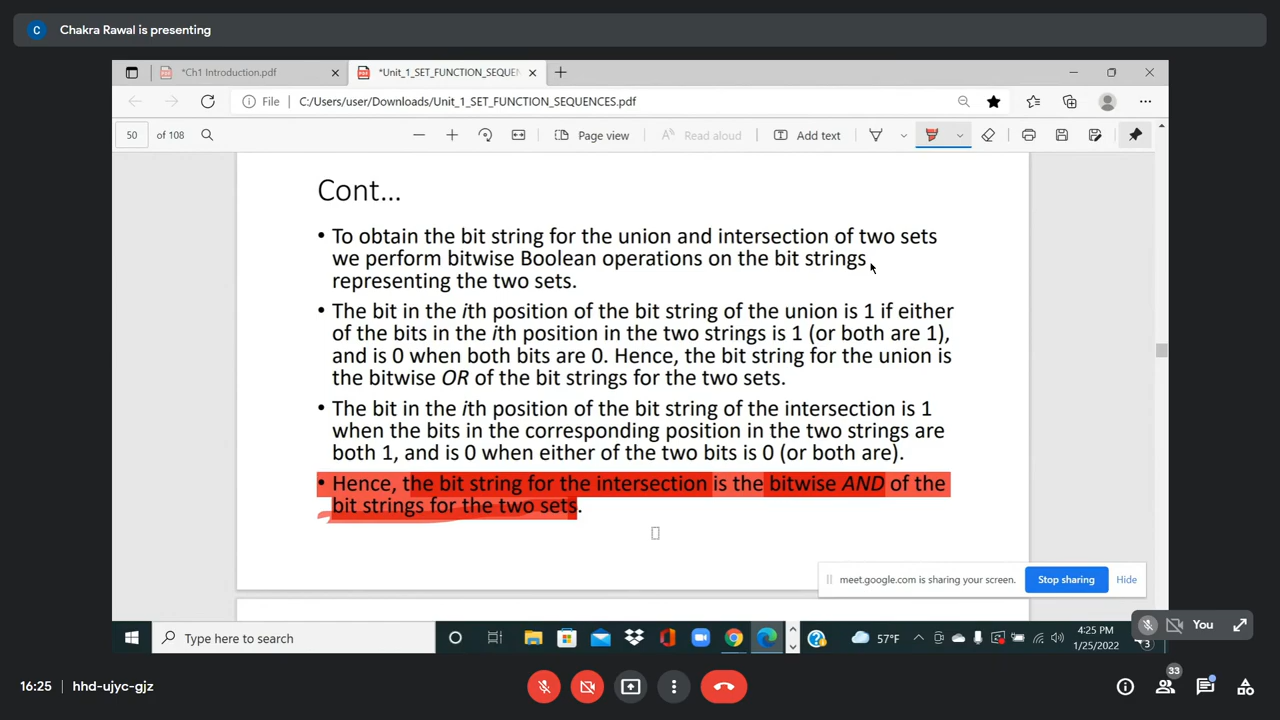 C Chakra Rawal is presenting
*Ch1 Introduction.pdf
*Unit_1_SET_FUNCTION_SEQUEN
File C:/Users/user/Downloads/Unit_1_SET_FUNCTION_SEQUENCES.pdf
50 of 108
Page view
Read aloud
Add text
Cont...
• To obtain the bit string for the union and intersection of two sets
we perform bitwise Boolean operations on the bit strings
representing the two sets.
• The bit in the ith position of the bit string of the union is 1 if either
of the bits in the ith position in the two strings is 1 (or both are 1),
and is 0 when both bits are 0. Hence, the bit string for the union is
the bitwise OR of the bit strings for the two sets.
• The bit in the ith position of the bit string of the intersection is 1
when the bits in the corresponding position in the two strings are
both 1, and is 0 when either of the two bits is 0 (or both are).
• Hence, the bit string for the intersection is the bitwise AND of the
bit strings for the two sets.
meet.google.com is sharing your screen. Stop sharing Hide
Type here to search
57°F
4:25 PM
1/25/2022
3
You
16:25 hhd-ujyc-gjz
33